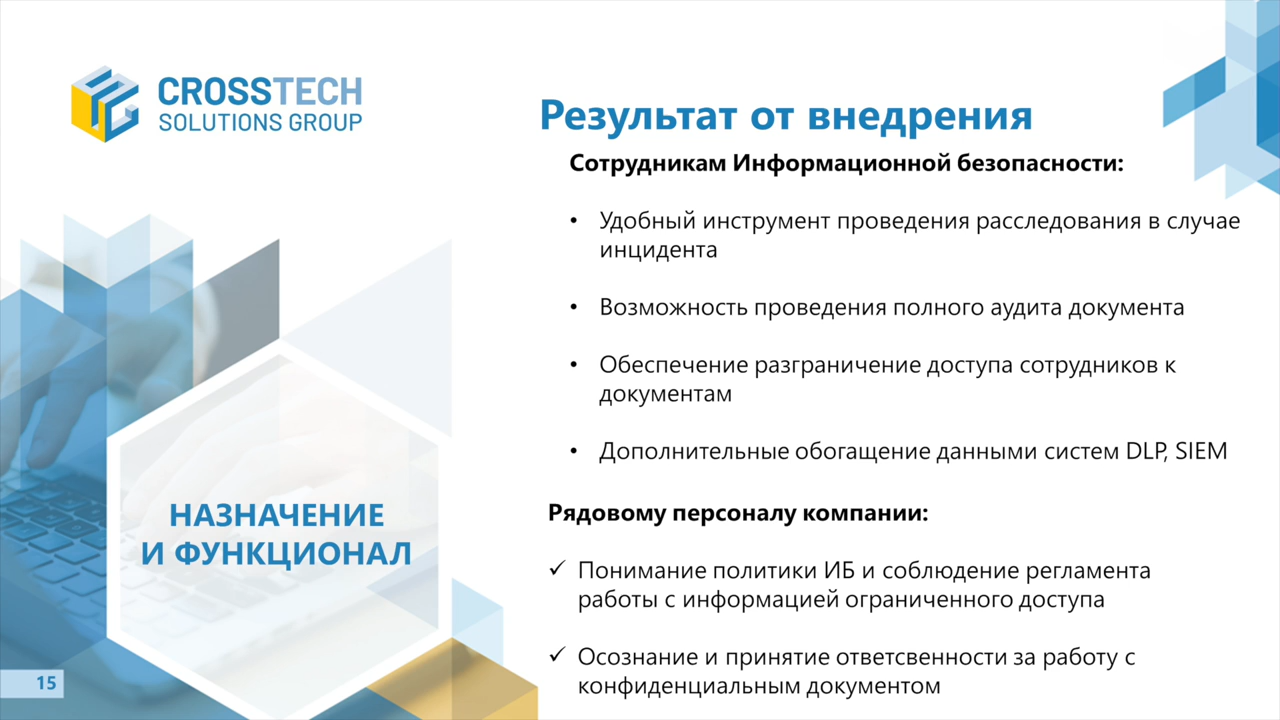 CROSSTECH
SOLUTIONS GROUP
Результат от внедрения
Сотрудникам Информационной безопасности:
• Удобный инструмент проведения расследования в случае
инцидента
• Возможность проведения полного аудита документа
• Обеспечение разграничение доступа сотрудников к
документам
• Дополнительные обогащение данными систем DLP, SIEM
НАЗНАЧЕНИЕ
И ФУНКЦИОНАЛ
Рядовому персоналу компании:
✓ Понимание политики ИБ и соблюдение регламента
работы с информацией ограниченного доступа
✓ Осознание и принятие ответсвенности за работу с
конфиденциальным документом
15